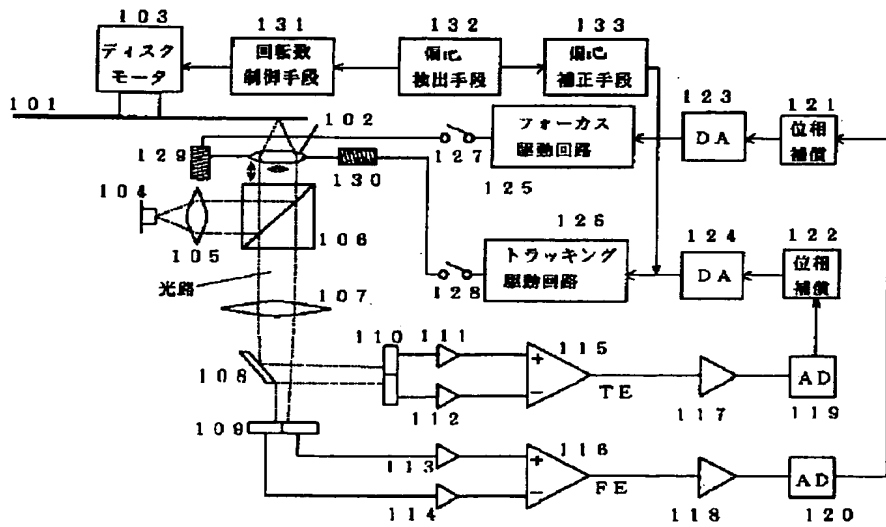 103
131
132
133
ディスク
モータ
回転数
制御手段
偏心
検出手段
偏心
補正手段
101
102
123
121
フォーカス
駆動回路
DA
位相
補償
129
127
130
125
104
105
106
126
124
122
トラッキング
駆動回路
DA
位相
補償
128
光路
107
110
111
115
108
+
−
TE
AD
112
117
119
109
116
113
+
−
FE
AD
114
118
120